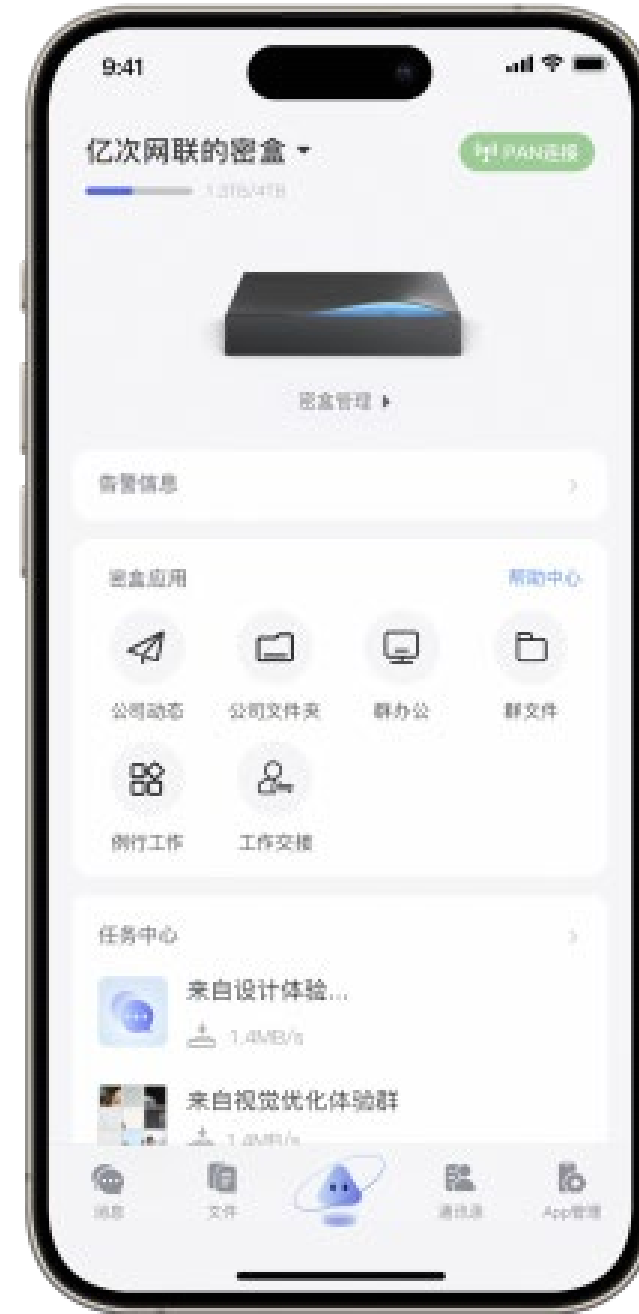 9:41
亿次网联的密盒
PAN连接
1.3TB/4TB
密盒管理
告警信息
密盒应用
帮助中心
公司动态 公司文件夹 群办公 群文件
例行工作 工作交接
任务中心
来自设计体验...
1.4MB/s
来自视觉优化体验群
1.4MB/s
消息 文件 通讯录 App管理